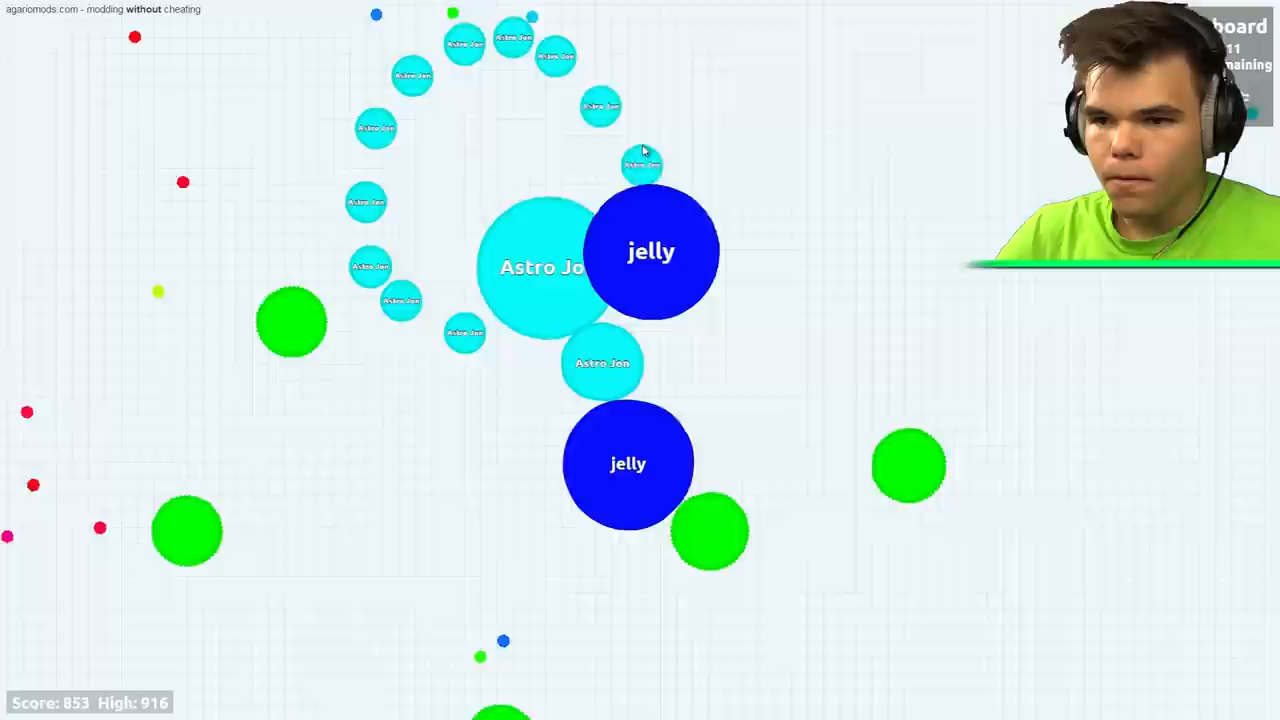 agariomods.com - modding without cheating
board
11
maining
Astro Jon
Astro Jon
Astro Jon
Astro Jon
Astro Jon
Astro Jon
Astro Jon
Astro Jon
jelly
Astro Jo
Astro Jon
Astro Jon
Astro Jon
Astro Jon
jelly
Score: 853 High: 916